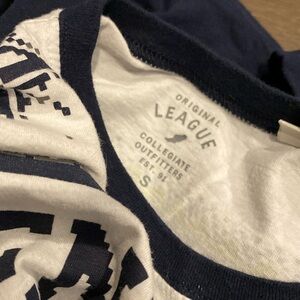 ORIGINAL
LEAGUE
COLLEGIATE
OUTFITTERS
EST. 91
S